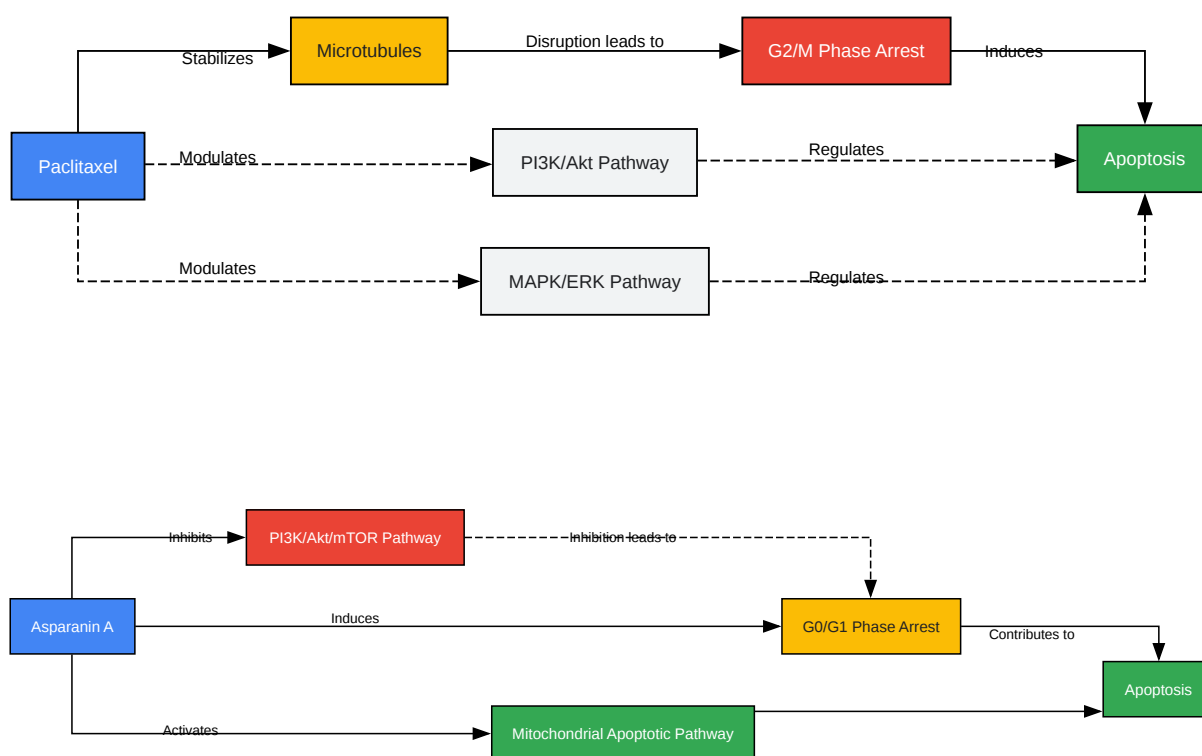 Stabilizes
Microtubules
Disruption leads to
G2/M Phase Arrest
Induces
Paclitaxel
Modulates
PI3K/Akt Pathway
Regulates
Apoptosis
Modulates
MAPK/ERK Pathway
Regulates
Inhibits
PI3K/Akt/mTOR Pathway
Inhibition leads to
Asparanin A
Induces
G0/G1 Phase Arrest
Contributes to
Apoptosis
Activates
Mitochondrial Apoptotic Pathway